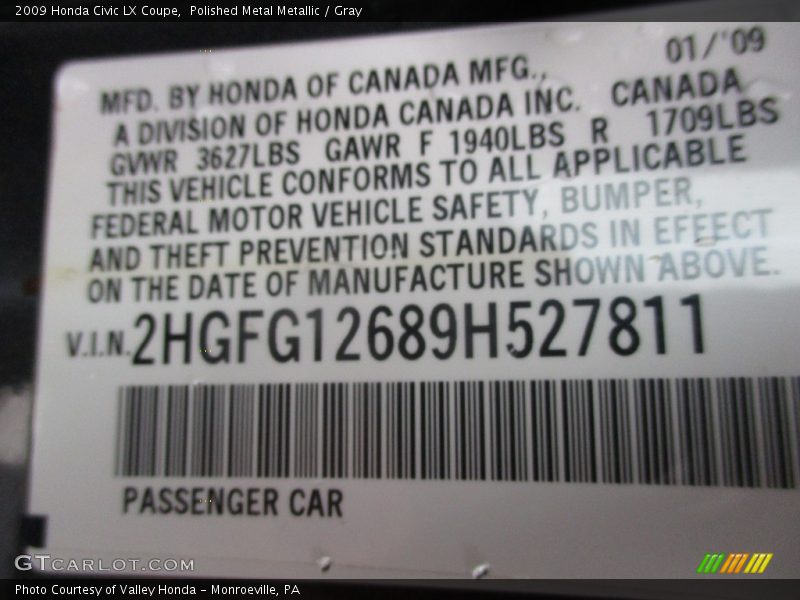 2009 Honda Civic LX Coupe,  Polished Metal Metallic / Gray
01/'09
MFD. BY HONDA OF CANADA MFG.,
A DIVISION OF HONDA CANADA INC. CANADA
GVWR 3627LBS GAWR F 1940LBS R 1709LBS
THIS VEHICLE CONFORMS TO ALL APPLICABLE
FEDERAL MOTOR VEHICLE SAFETY, BUMPER,
AND THEFT PREVENTION STANDARDS IN EFFECT
ON THE DATE OF MANUFACTURE SHOWN ABOVE.
V.I.N. 2HGFG12689H527811
PASSENGER CAR
GTCARLOT.COM
Photo Courtesy of Valley Honda - Monroeville, PA